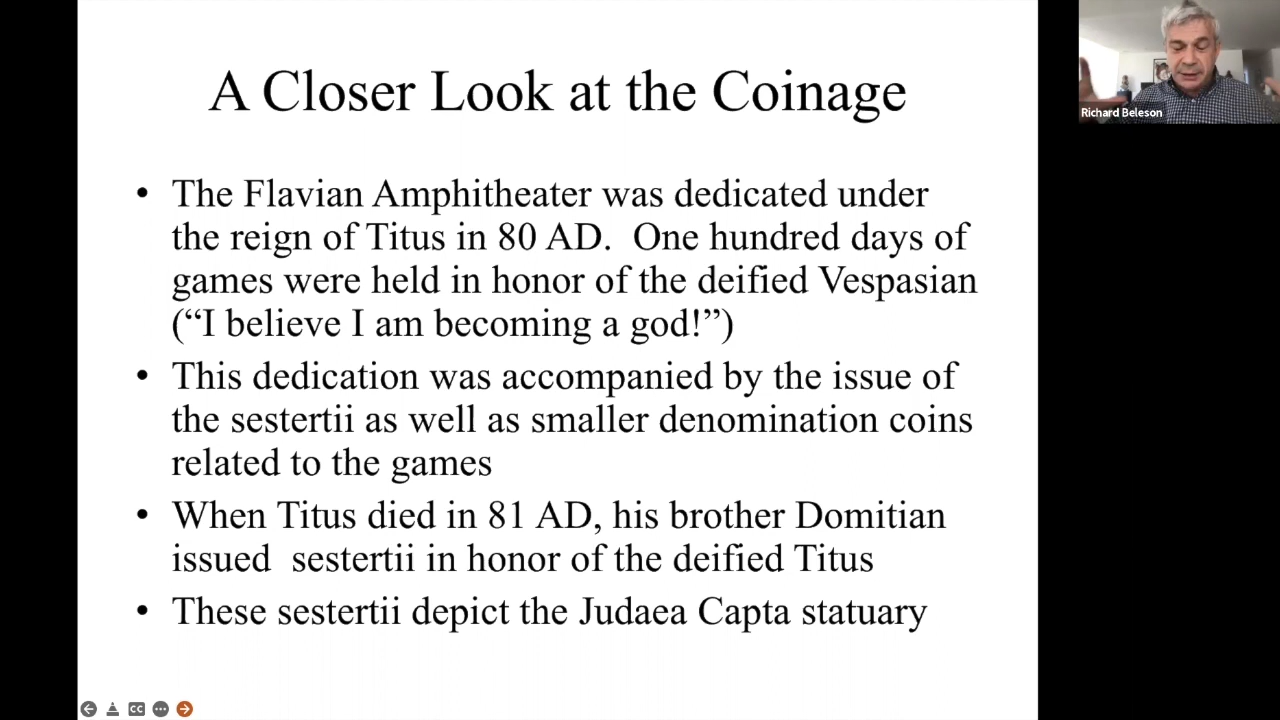 A Closer Look at the Coinage
• The Flavian Amphitheater was dedicated under
the reign of Titus in 80 AD.  One hundred days of
games were held in honor of the deified Vespasian
(“I believe I am becoming a god!”)
• This dedication was accompanied by the issue of
the sestertii as well as smaller denomination coins
related to the games
• When Titus died in 81 AD, his brother Domitian
issued  sestertii in honor of the deified Titus
• These sestertii depict the Judaea Capta statuary
Richard Beleson
CC